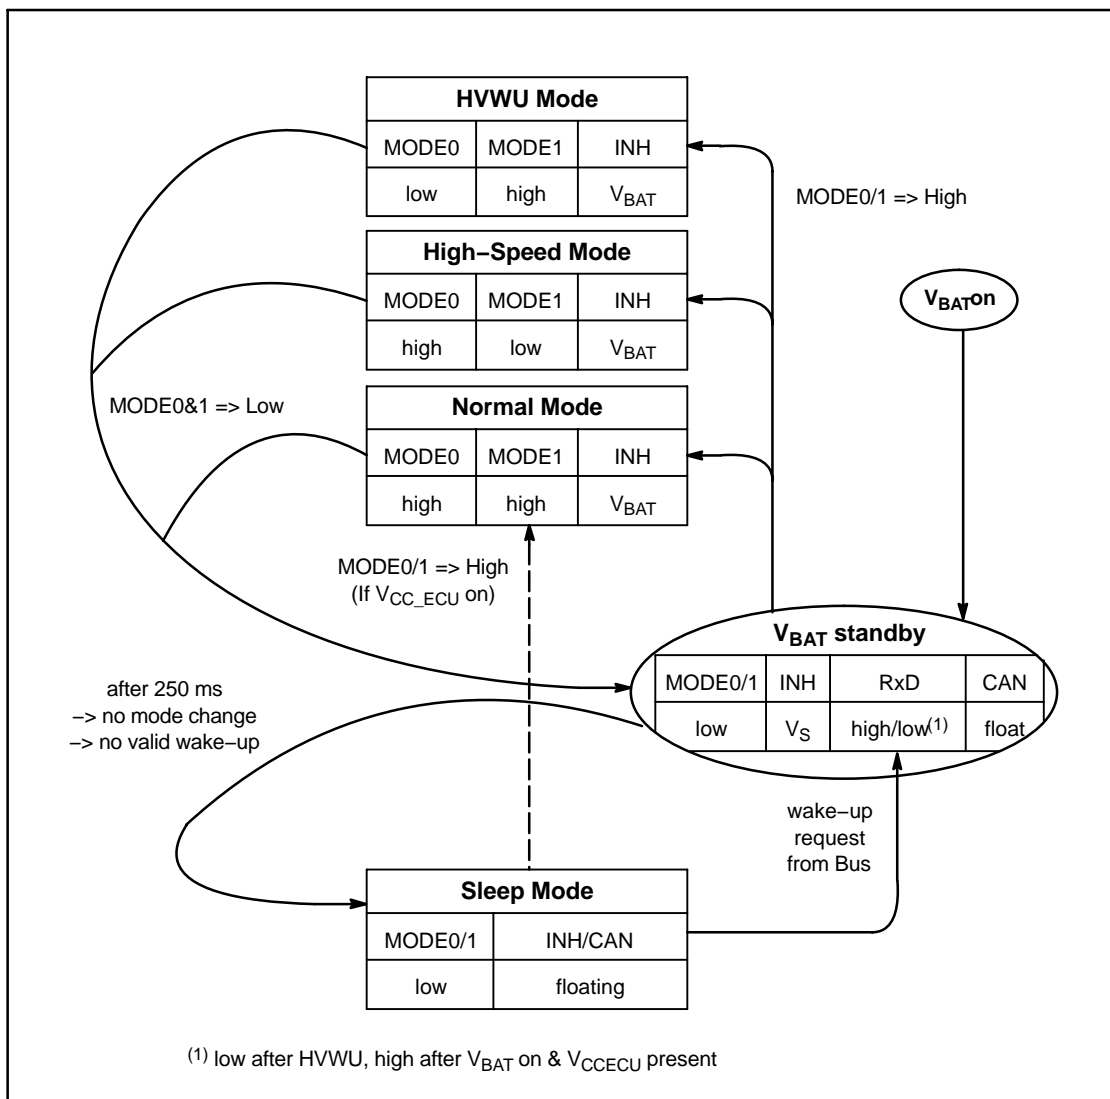 HVWU Mode
MODE0 MODE1 INH
low high VBAT
MODE0/1 => High
High−Speed Mode
MODE0 MODE1 INH
high low VBAT
VBAT on
MODE0&1 => Low
Normal Mode
MODE0 MODE1 INH
high high VBAT
MODE0/1 => High
(If VCC_ECU on)
VBAT standby
MODE0/1 INH RxD CAN
low VS high/low(1) float
after 250 ms
−> no mode change
−> no valid wake−up
wake−up
request
from Bus
Sleep Mode
MODE0/1 INH/CAN
low floating
(1) low after HVWU, high after VBAT on & VCCECU present